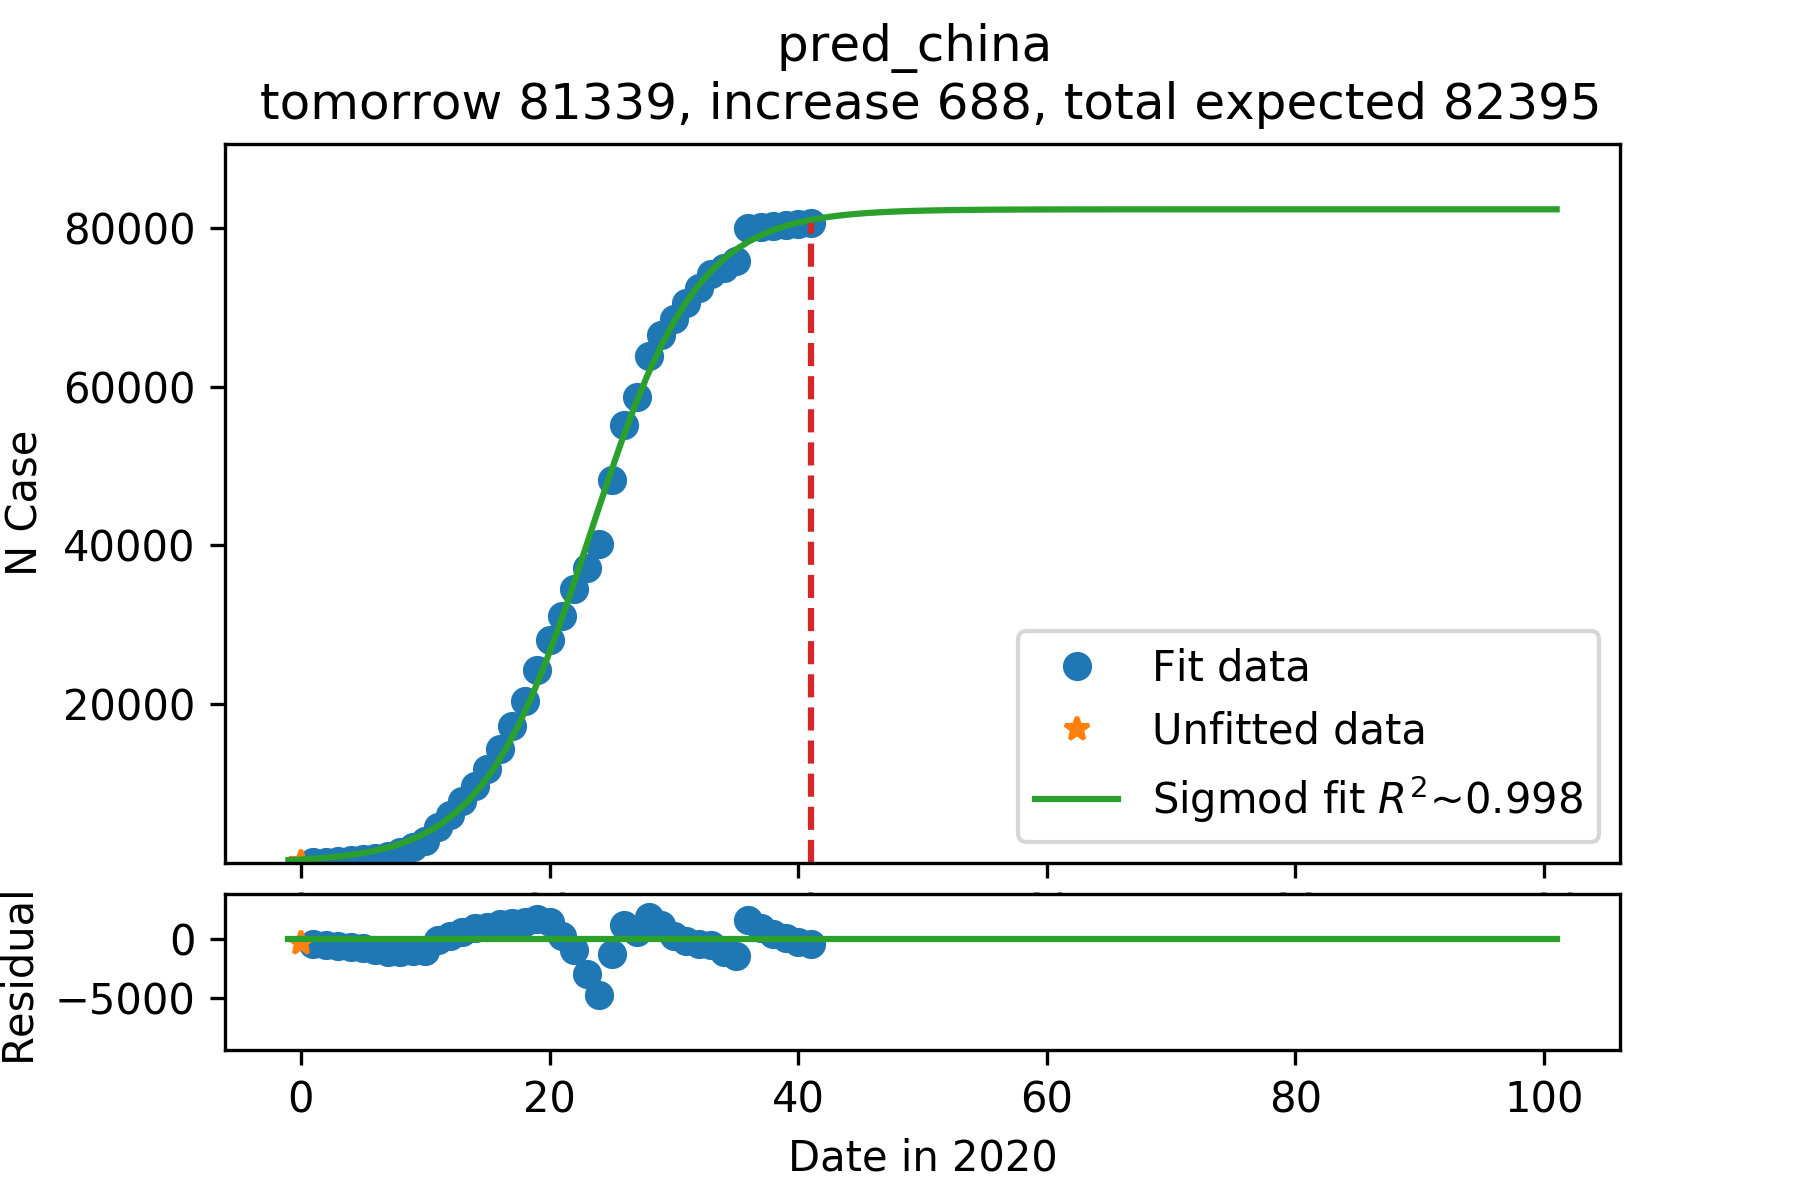 pred_china
tomorrow 81339, increase 688, total expected 82395
80000
60000
40000
20000
N Case
Fit data
Unfitted data
Sigmod fit R²~0.998
0
−5000
Residual
0 20 40 60 80 100
Date in 2020